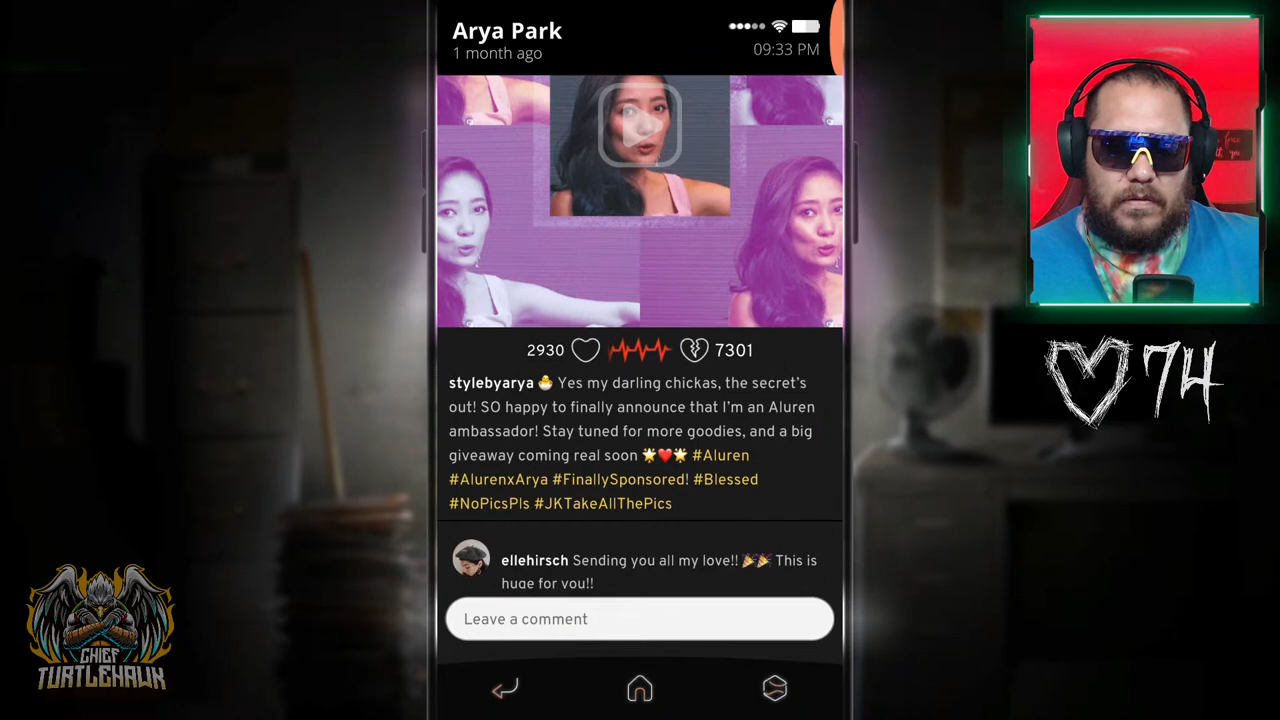 Arya Park
1 month ago
09:33 PM
2930
7301
stylebyarya 🐣 Yes my darling chickas, the secret's
out! SO happy to finally announce that I'm an Aluren
ambassador! Stay tuned for more goodies, and a big
giveaway coming real soon 🌟❤️🌟 #Aluren
#AlurenxArya #FinallySponsored! #Blessed
#NoPicsPls #JKTakeAllThePics
ellehirsch Sending you all my love!! 🎉🎉 This is
huge for you!!
Leave a comment
74
CHIEF
TURTLEHAWK